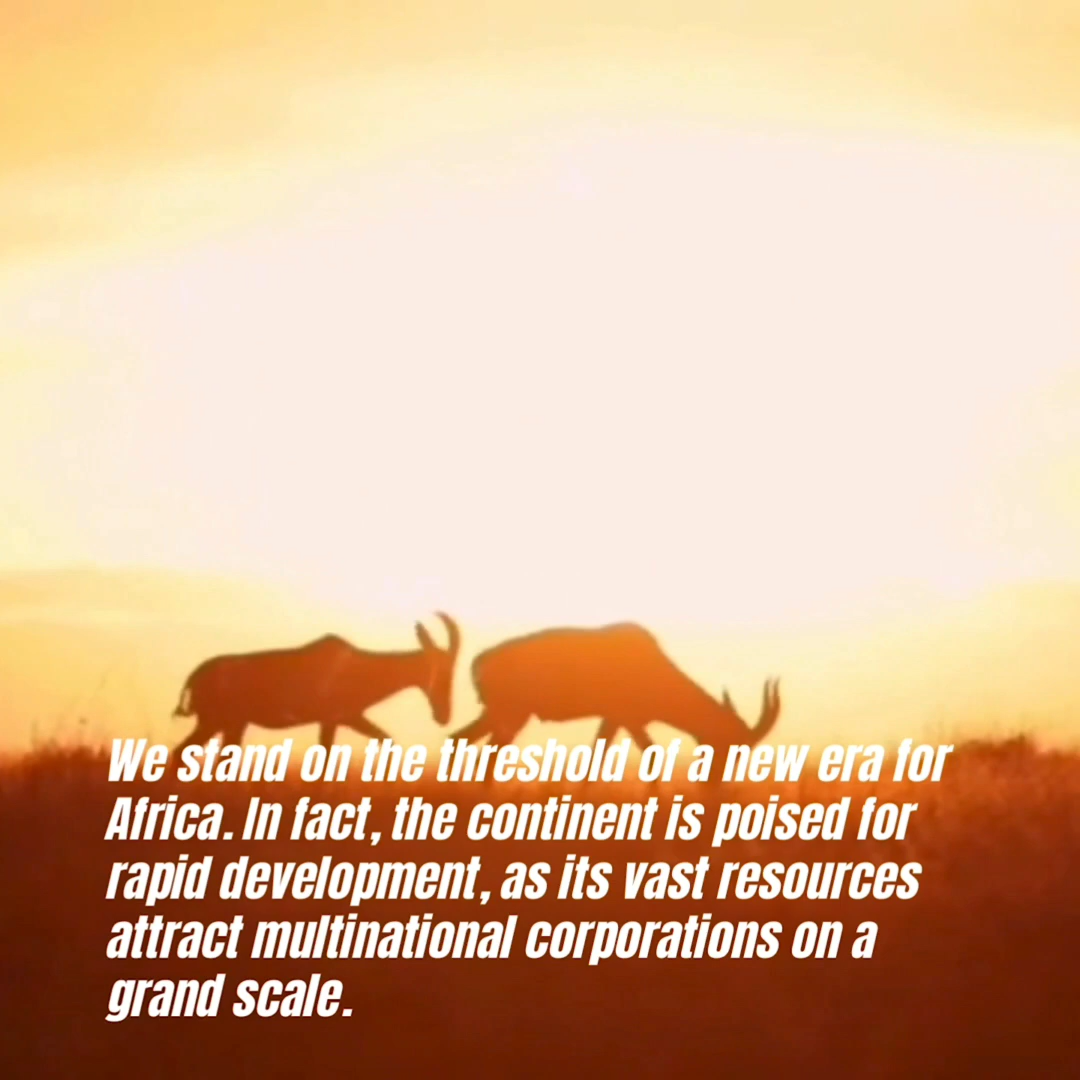 We stand on the threshold of a new era for
Africa. In fact, the continent is poised for
rapid development, as its vast resources
attract multinational corporations on a
grand scale.